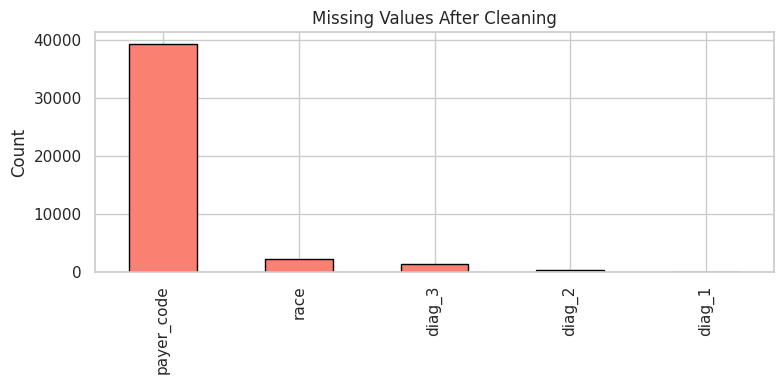 Missing Values After Cleaning
Count
40000
30000
20000
10000
0
payer_code
race
diag_3
diag_2
diag_1